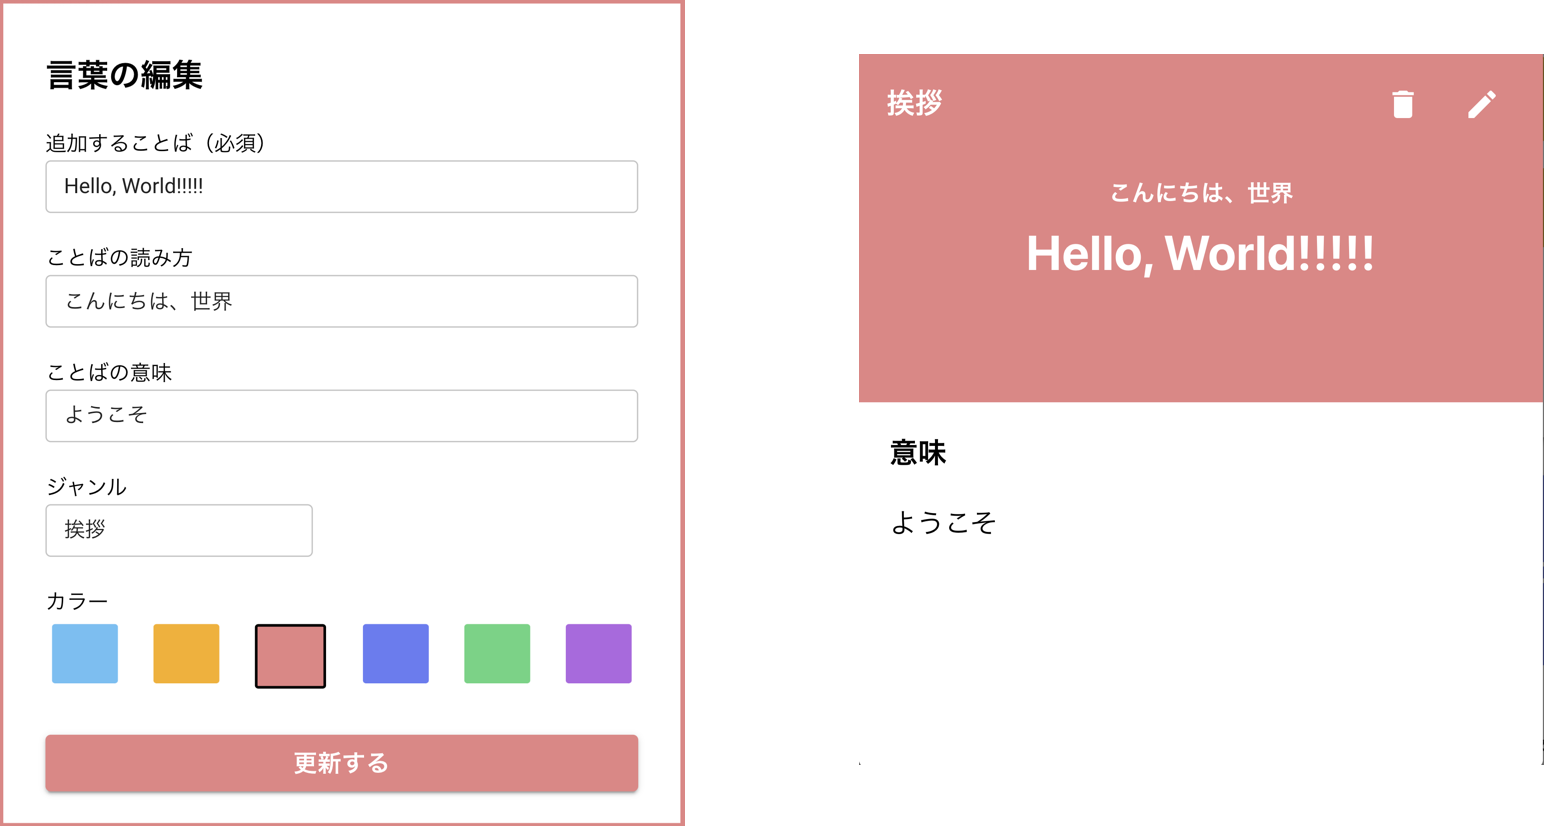 言葉の編集
追加することば（必須）
Hello, World!!!!!
ことばの読み方
こんにちは、世界
ことばの意味
ようこそ
ジャンル
挨拶
カラー
更新する
挨拶
こんにちは、世界
Hello, World!!!!!
意味
ようこそ